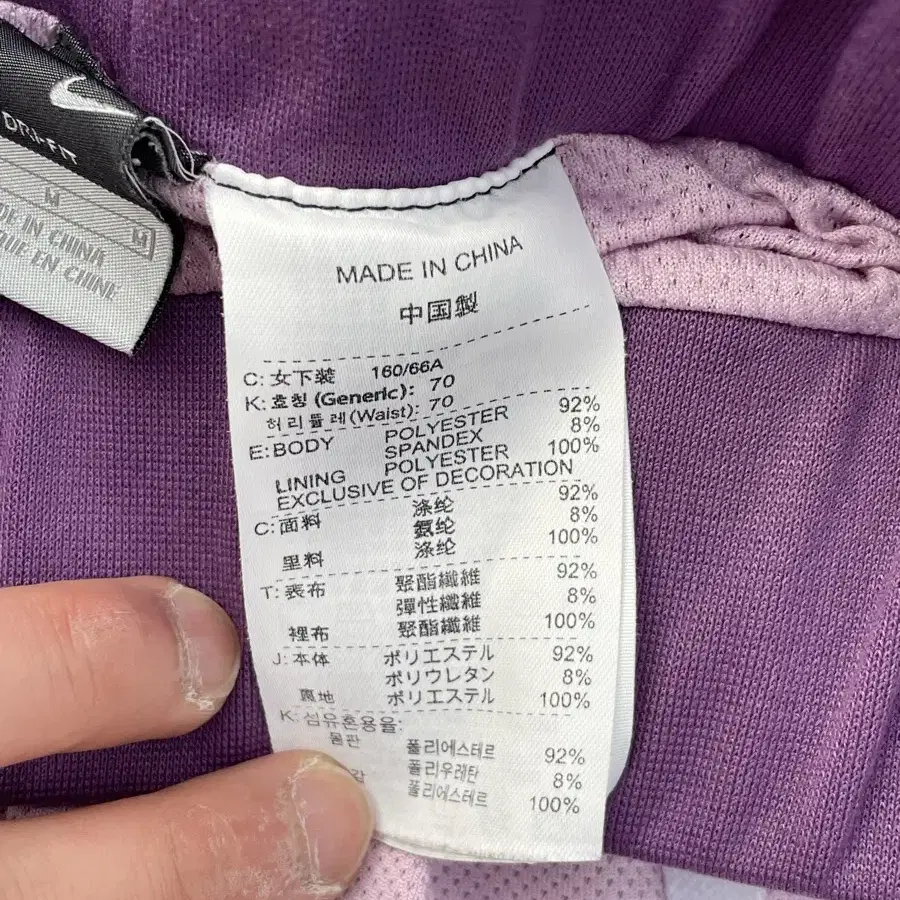 DRI-FIT
M
M
DE IN CHINA
QUE EN CHINE
MADE IN CHINA
中国製
C: 女下装 160/66A
K: 호칭 (Generic): 70
허리둘레(Waist): 70
E: BODY POLYESTER 92%
SPANDEX 8%
LINING POLYESTER 100%
EXCLUSIVE OF DECORATION
C: 面料 涤纶 92%
氨纶 8%
里料 涤纶 100%
T: 表布 聚酯纖維 92%
彈性纖維 8%
裡布 聚酯纖維 100%
J: 本体 ポリエステル 92%
ポリウレタン 8%
裏地 ポリエステル 100%
K: 섬유혼용율:
몸판 폴리에스테르 92%
폴리우레탄 8%
감 폴리에스테르 100%